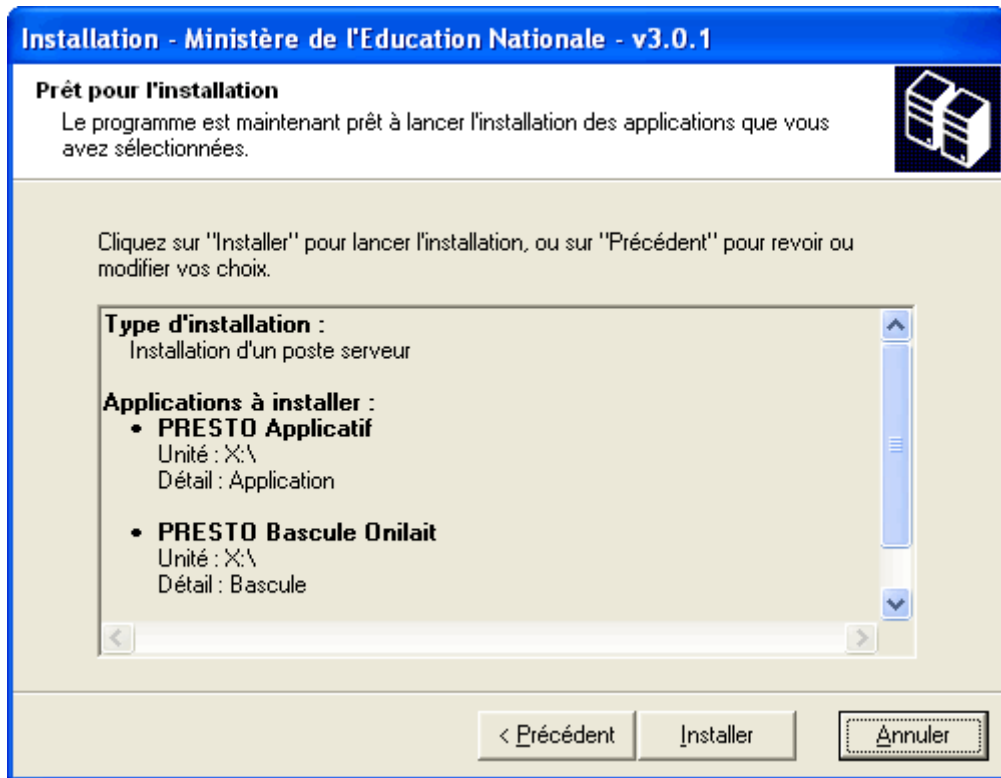 Installation - Ministère de l'Education Nationale - v3.0.1
Prêt pour l'installation
Le programme est maintenant prêt à lancer l'installation des applications que vous
avez sélectionnées.
Cliquez sur "Installer" pour lancer l'installation, ou sur "Précédent" pour revoir ou
modifier vos choix.
Type d'installation :
Installation d'un poste serveur
Applications à installer :
• PRESTO Applicatif
Unité : X:\
Détail : Application
• PRESTO Bascule Onilait
Unité : X:\
Détail : Bascule
< Précédent
Installer
Annuler